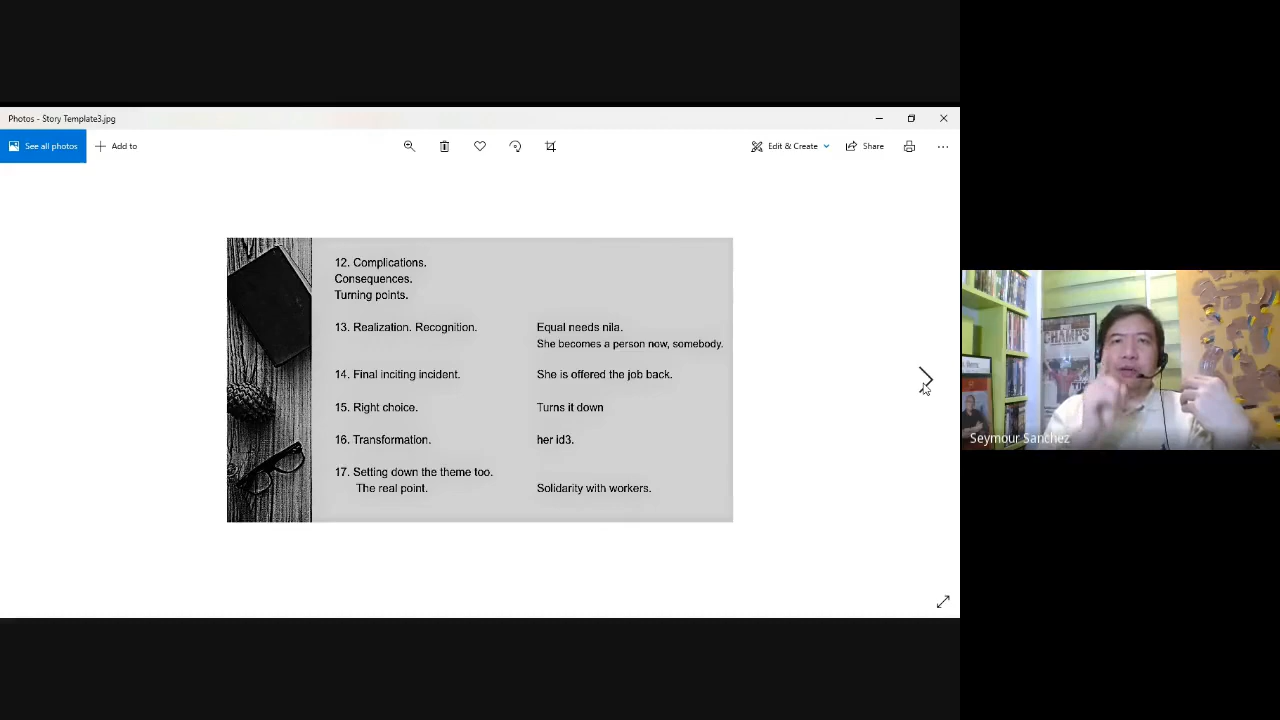 Photos - Story Template3.jpg
See all photos
Add to
Edit & Create
Share
12. Complications.
Consequences.
Turning points.
13. Realization. Recognition. Equal needs nila.
She becomes a person now, somebody.
14. Final inciting incident. She is offered the job back.
15. Right choice. Turns it down
16. Transformation. her id3.
17. Setting down the theme too.
The real point. Solidarity with workers.
CHAMPS
Seymour Sanchez